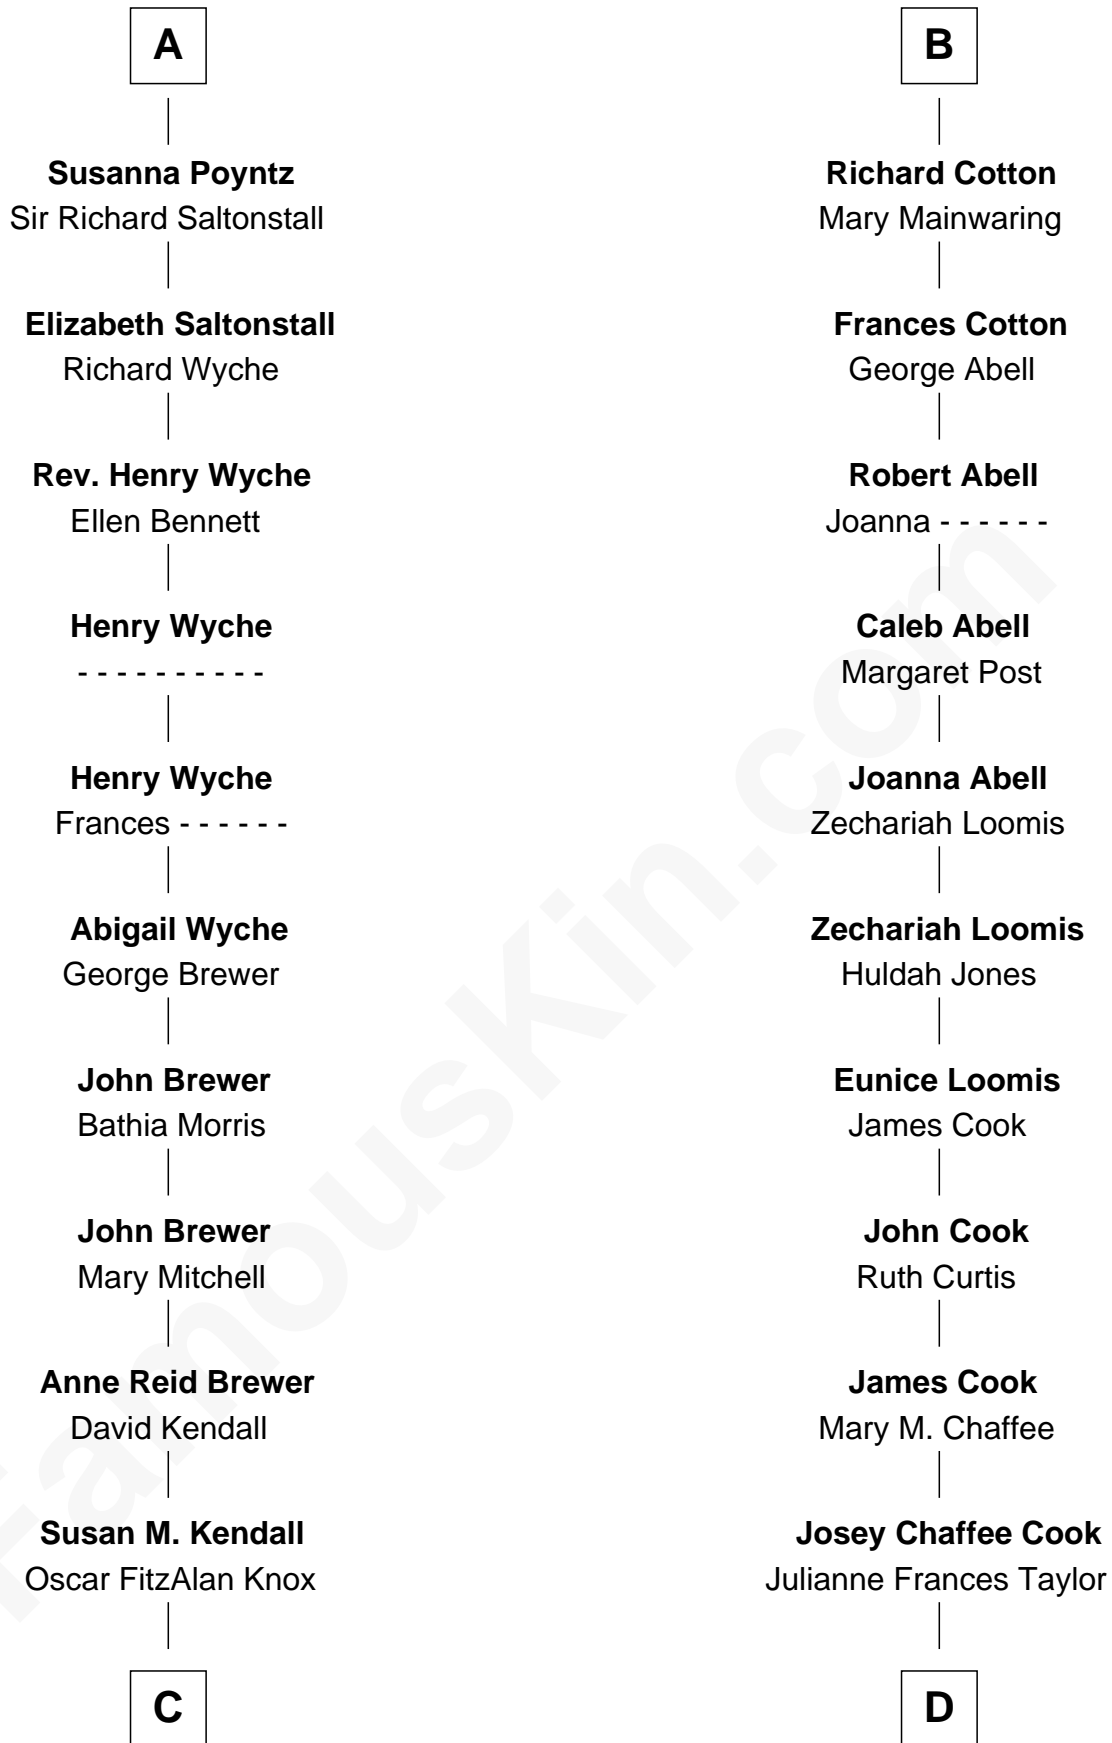 A
Susanna Poyntz
Sir Richard Saltonstall
Elizabeth Saltonstall
Richard Wyche
Rev. Henry Wyche
Ellen Bennett
Henry Wyche
- - - - - - - - - -
Henry Wyche
Frances - - - - - -
Abigail Wyche
George Brewer
John Brewer
Bathia Morris
John Brewer
Mary Mitchell
Anne Reid Brewer
David Kendall
Susan M. Kendall
Oscar FitzAlan Knox
C
B
Richard Cotton
Mary Mainwaring
Frances Cotton
George Abell
Robert Abell
Joanna - - - - - -
Caleb Abell
Margaret Post
Joanna Abell
Zechariah Loomis
Zechariah Loomis
Huldah Jones
Eunice Loomis
James Cook
John Cook
Ruth Curtis
James Cook
Mary M. Chaffee
Josey Chaffee Cook
Julianne Frances Taylor
D
FamousKin.com